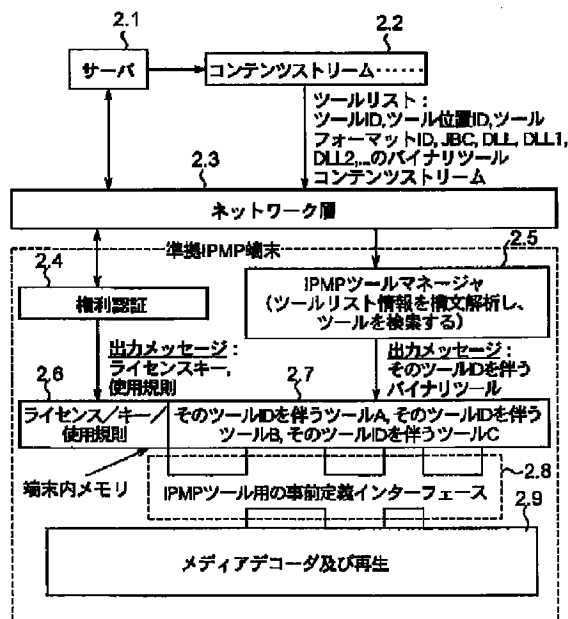 2.1
2.2
サーバ
コンテンツストリーム……
ツールリスト：
ツールID,ツール位置ID,ツール
フォーマットID, JBC, DLL, DLL1,
DLL2,...のバイナリツール
コンテンツストリーム
2.3
ネットワーク層
準拠IPMP端末
2.4
2.5
権利認証
IPMPツールマネージャ
（ツールリスト情報を構文解析し、
ツールを検索する）
出力メッセージ：
ライセンスキー,
使用規則
出力メッセージ：
そのツールIDを伴う
バイナリツール
2.6
2.7
ライセンス／キー／
使用規則
そのツールIDを伴うツールA, そのツールIDを伴う
ツールB, そのツールIDを伴うツールC
端末内メモリ
2.8
IPMPツール用の事前定義インターフェース
2.9
メディアデコーダ及び再生